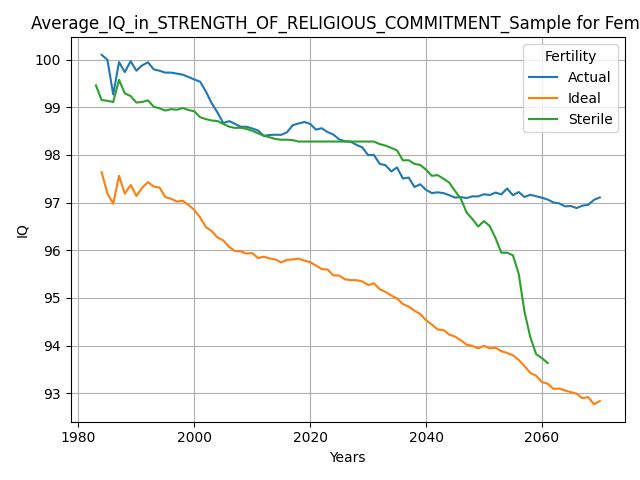 Average_IQ_in_STRENGTH_OF_RELIGIOUS_COMMITMENT_Sample for Fem
Fertility
Actual
Ideal
Sterile
100
99
98
97
96
95
94
93
IQ
1980
2000
2020
2040
2060
Years